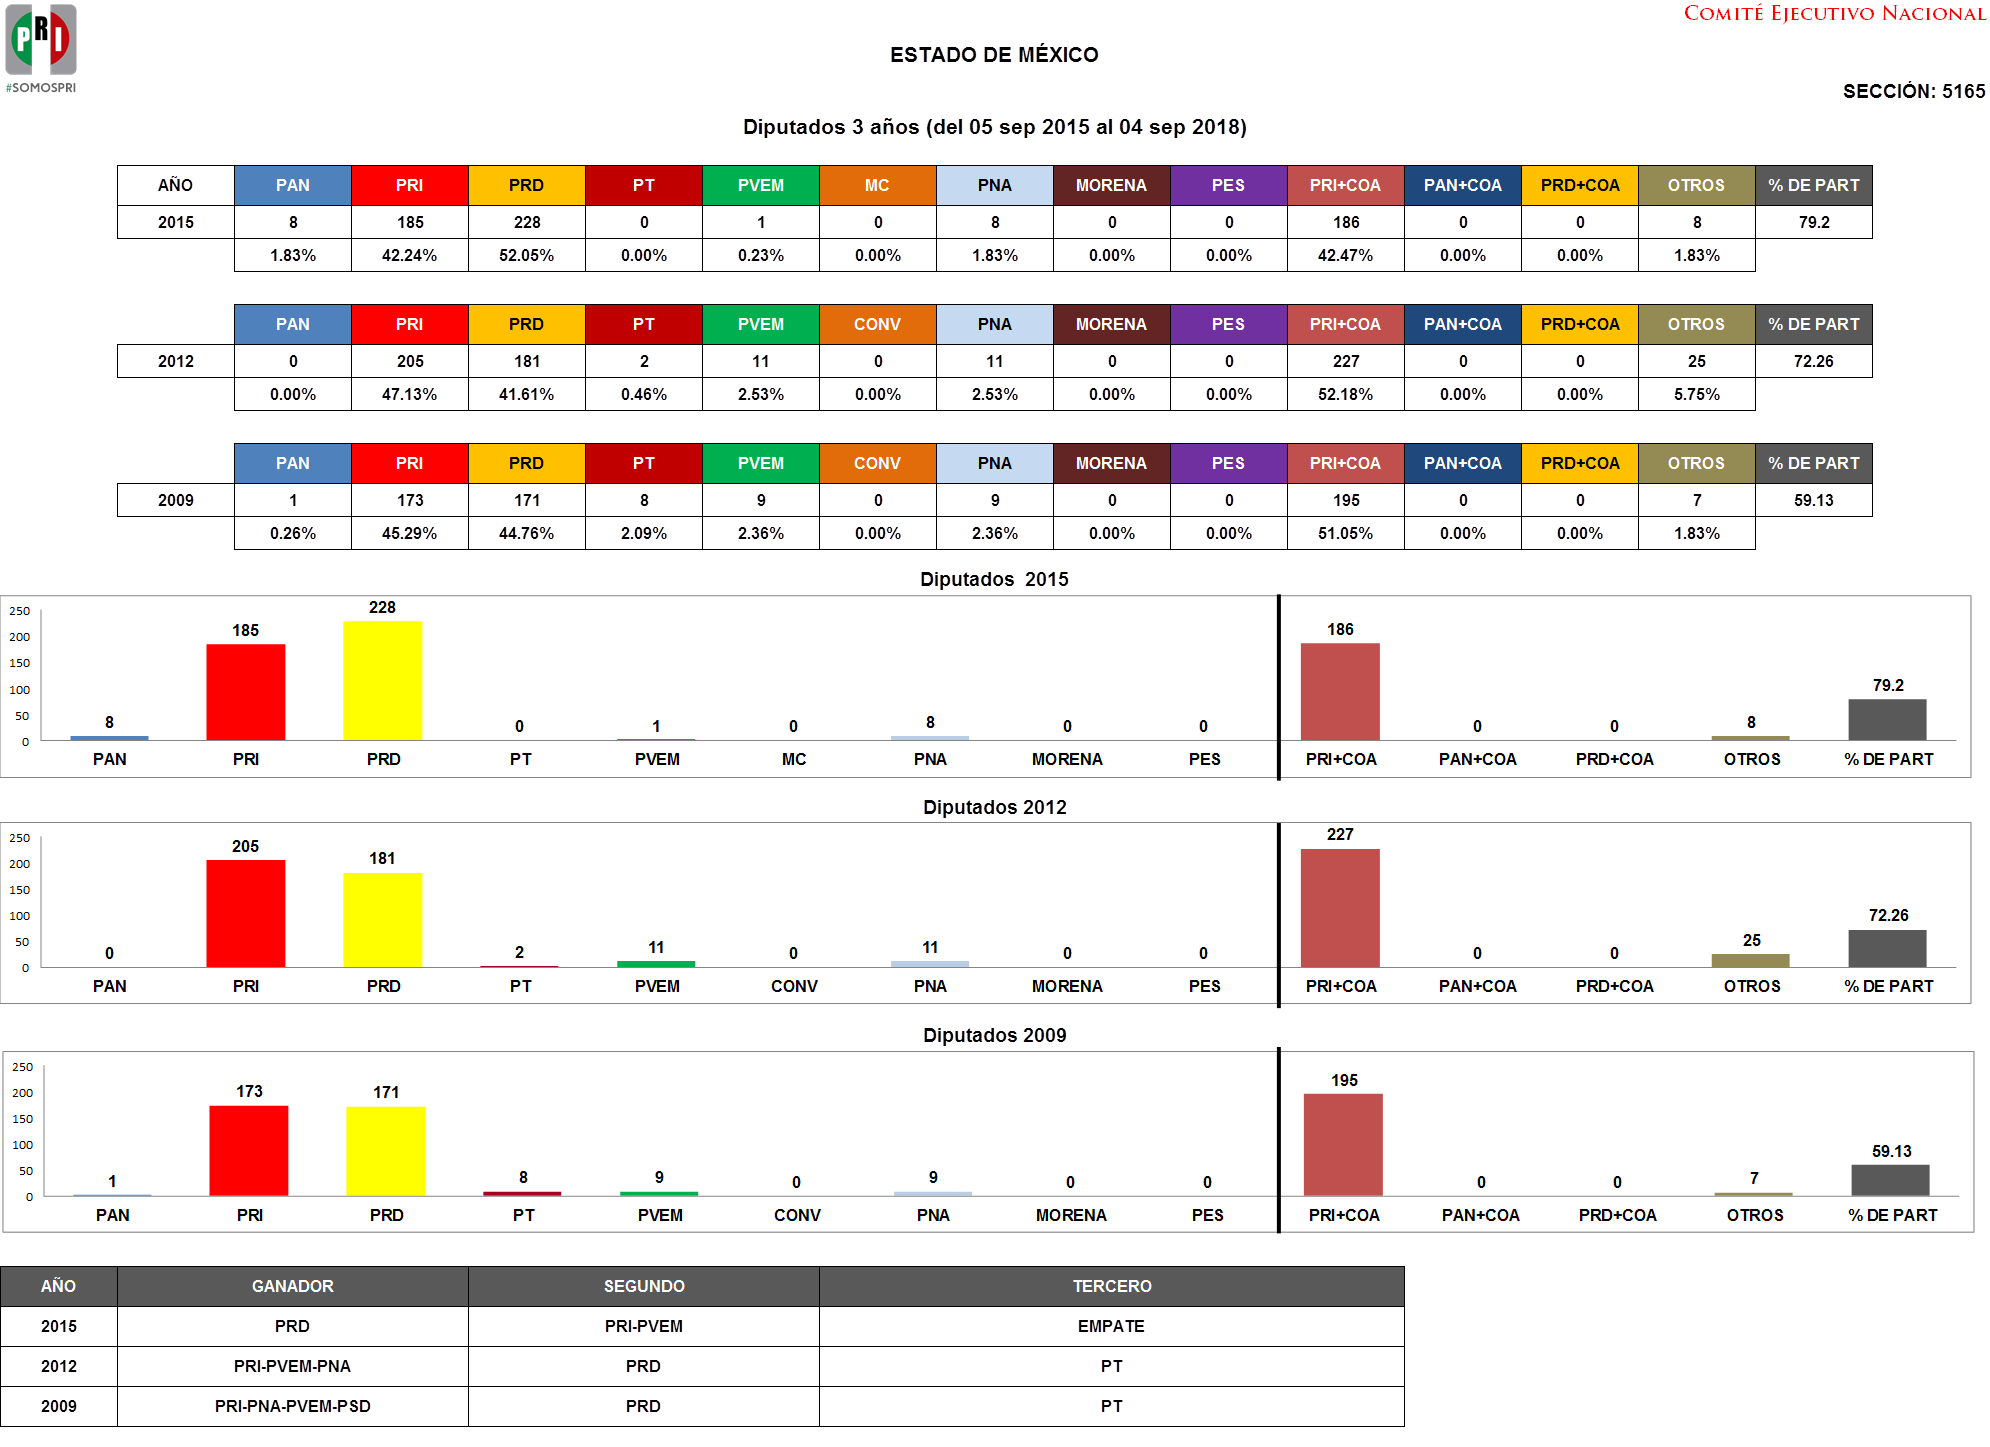 PRI
#SOMOSPRI
COMITÉ EJECUTIVO NACIONAL
ESTADO DE MÉXICO
SECCIÓN: 5165
Diputados 3 años (del 05 sep 2015 al 04 sep 2018)
AÑO PAN PRI PRD PT PVEM MC PNA MORENA PES PRI+COA PAN+COA PRD+COA OTROS % DE PART
2015 8 185 228 0 1 0 8 0 0 186 0 0 8 79.2
1.83% 42.24% 52.05% 0.00% 0.23% 0.00% 1.83% 0.00% 0.00% 42.47% 0.00% 0.00% 1.83%
PAN PRI PRD PT PVEM CONV PNA MORENA PES PRI+COA PAN+COA PRD+COA OTROS % DE PART
2012 0 205 181 2 11 0 11 0 0 227 0 0 25 72.26
0.00% 47.13% 41.61% 0.46% 2.53% 0.00% 2.53% 0.00% 0.00% 52.18% 0.00% 0.00% 5.75%
PAN PRI PRD PT PVEM CONV PNA MORENA PES PRI+COA PAN+COA PRD+COA OTROS % DE PART
2009 1 173 171 8 9 0 9 0 0 195 0 0 7 59.13
0.26% 45.29% 44.76% 2.09% 2.36% 0.00% 2.36% 0.00% 0.00% 51.05% 0.00% 0.00% 1.83%
Diputados 2015
250
200
150
100
50
0
8 185 228 0 1 0 8 0 0 186 0 0 8 79.2
PAN PRI PRD PT PVEM MC PNA MORENA PES PRI+COA PAN+COA PRD+COA OTROS % DE PART
Diputados 2012
250
200
150
100
50
0
0 205 181 2 11 0 11 0 0 227 0 0 25 72.26
PAN PRI PRD PT PVEM CONV PNA MORENA PES PRI+COA PAN+COA PRD+COA OTROS % DE PART
Diputados 2009
250
200
150
100
50
0
1 173 171 8 9 0 9 0 0 195 0 0 7 59.13
PAN PRI PRD PT PVEM CONV PNA MORENA PES PRI+COA PAN+COA PRD+COA OTROS % DE PART
AÑO GANADOR SEGUNDO TERCERO
2015 PRD PRI-PVEM EMPATE
2012 PRI-PVEM-PNA PRD PT
2009 PRI-PNA-PVEM-PSD PRD PT